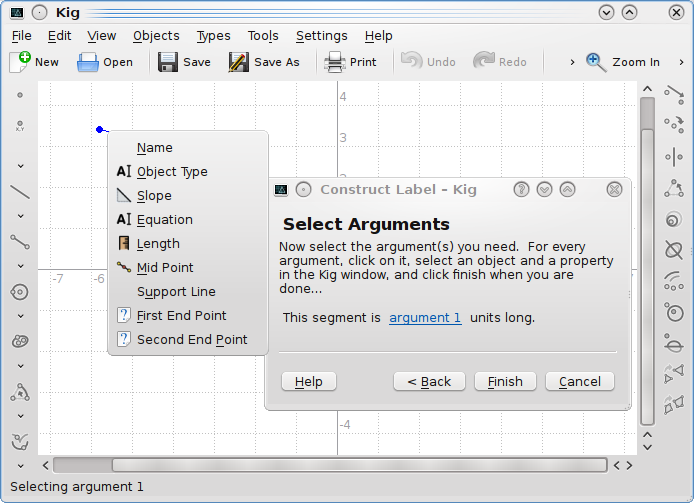 Kig
File Edit View Objects Types Tools Settings Help
New Open Save Save As Print Undo Redo Zoom In
X,Y
4
3
Name
Object Type
Slope
Equation
Length
Mid Point
Support Line
First End Point
Second End Point
Construct Label – Kig
Select Arguments
Now select the argument(s) you need. For every
argument, click on it, select an object and a property
in the Kig window, and click finish when you are
done...
This segment is argument 1 units long.
Help < Back Finish Cancel
-7 -6
-4
Selecting argument 1